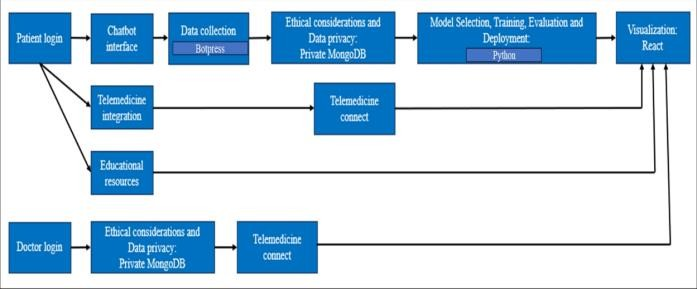 Patient login
Chatbot
interface
Data collection
Botpress
Ethical considerations and
Data privacy:
Private MongoDB
Model Selection, Training, Evaluation and
Deployment:
Python
Visualization:
React
Telemedicine
integration
Telemedicine
connect
Educational
resources
Doctor login
Ethical considerations and
Data privacy:
Private MongoDB
Telemedicine
connect